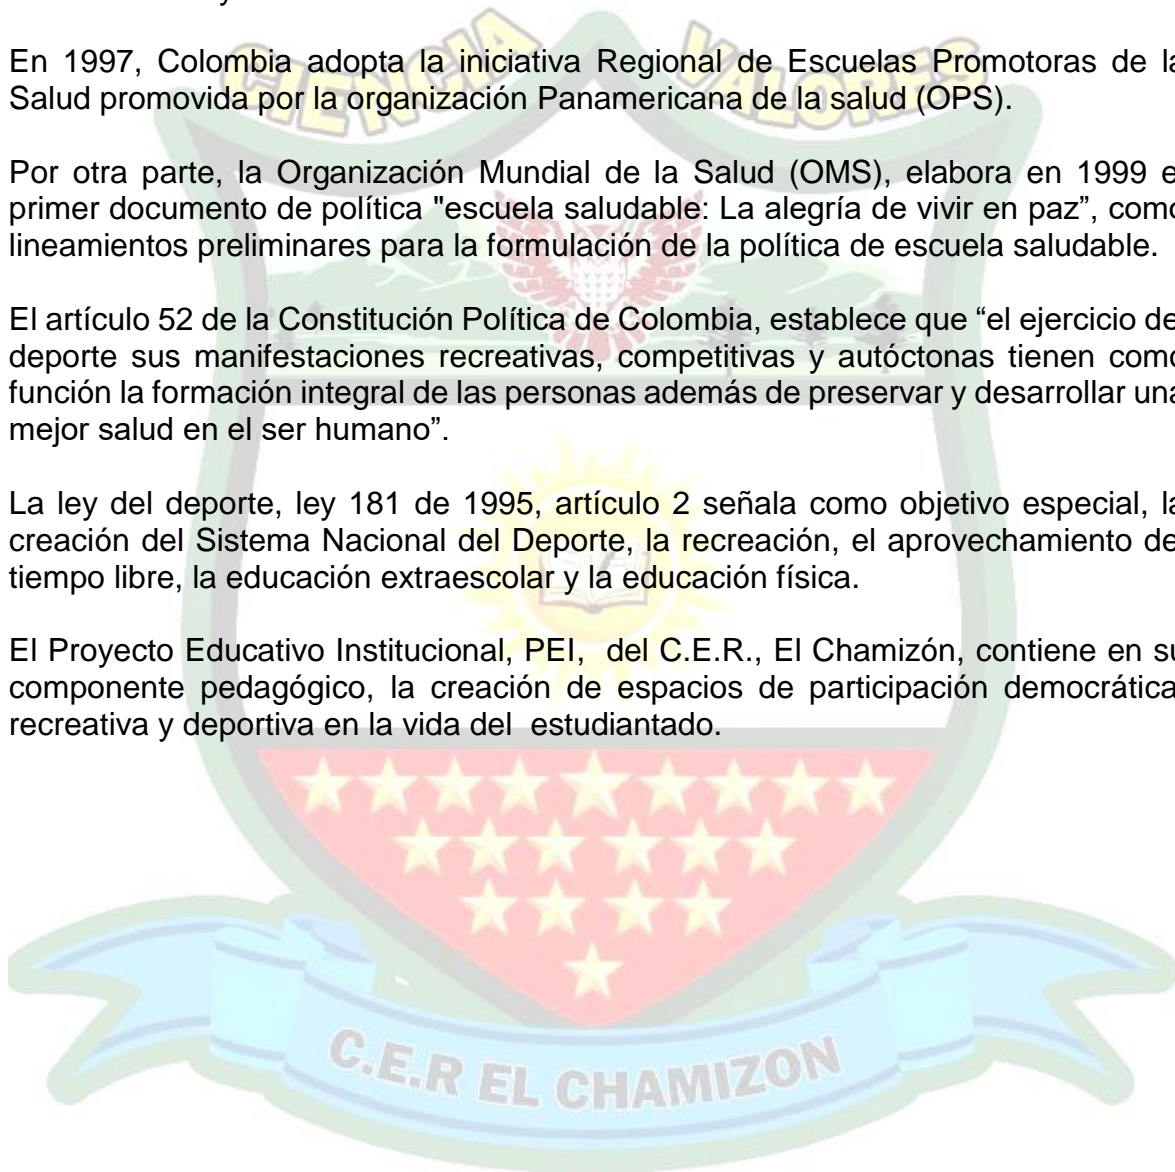 CIENCIA VALORES
En 1997, Colombia adopta la iniciativa Regional de Escuelas Promotoras de la
Salud promovida por la organización Panamericana de la salud (OPS).
Por otra parte, la Organización Mundial de la Salud (OMS), elabora en 1999 e
primer documento de política "escuela saludable: La alegría de vivir en paz”, como
lineamientos preliminares para la formulación de la política de escuela saludable.
El artículo 52 de la Constitución Política de Colombia, establece que “el ejercicio de
deporte sus manifestaciones recreativas, competitivas y autóctonas tienen como
función la formación integral de las personas además de preservar y desarrollar una
mejor salud en el ser humano”.
La ley del deporte, ley 181 de 1995, artículo 2 señala como objetivo especial, la
creación del Sistema Nacional del Deporte, la recreación, el aprovechamiento de
tiempo libre, la educación extraescolar y la educación física.
El Proyecto Educativo Institucional, PEI, del C.E.R., El Chamizón, contiene en su
componente pedagógico, la creación de espacios de participación democrática
recreativa y deportiva en la vida del estudiantado.
C.E.R EL CHAMIZON